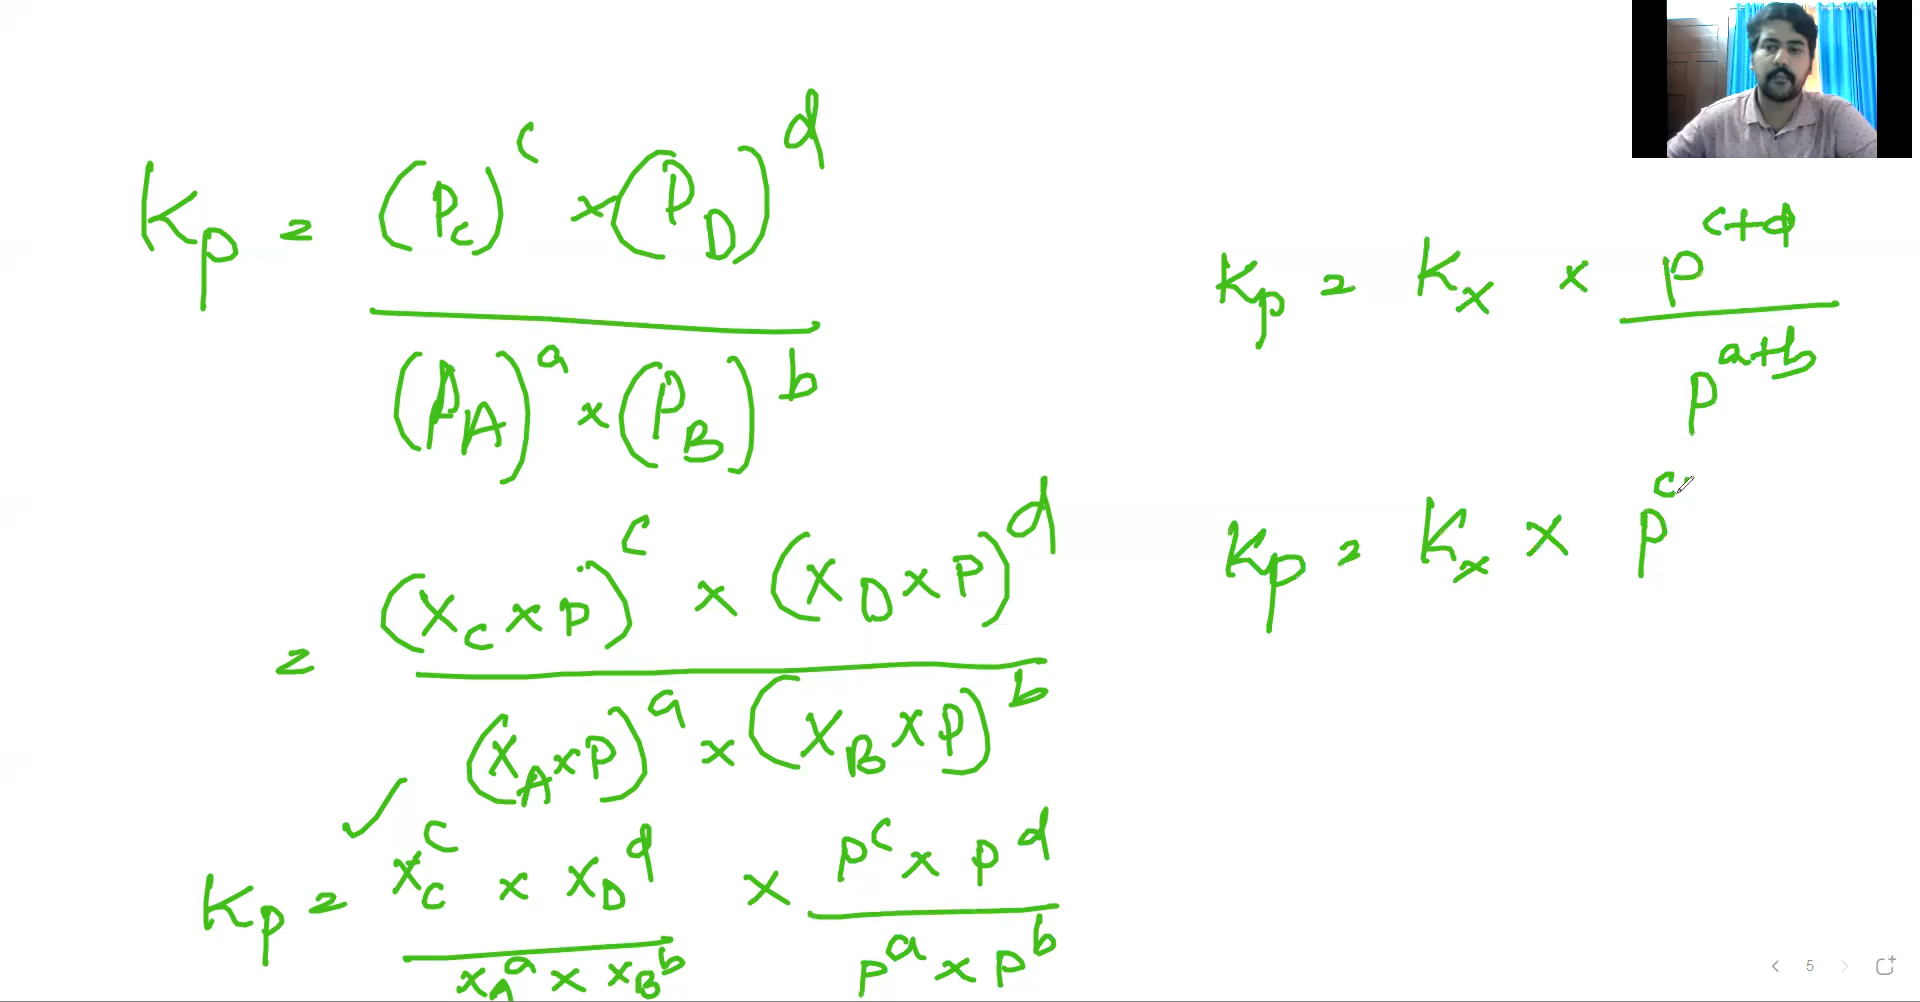 Kp = (PC)^c × (PD)^d
(PA)^a × (PB)^b
= (XC × P)^c × (XD × P)^d
(XA × P)^a × (XB × P)^b
✓
Kp = XC^c × XD^d × P^c × P^d
XA^a × XB^b P^a × P^b
Kp = Kx × P^c+d
P^a+b
Kp = Kx × P^c
5